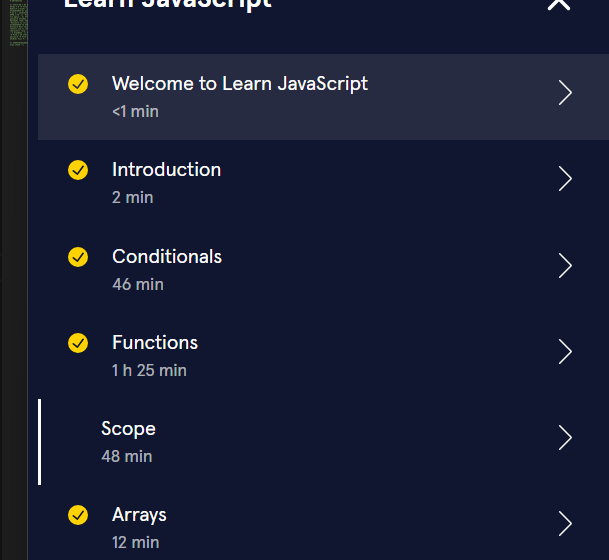 Learn JavaScript
Welcome to Learn JavaScript
<1 min
Introduction
2 min
Conditionals
46 min
Functions
1 h 25 min
Scope
48 min
Arrays
12 min